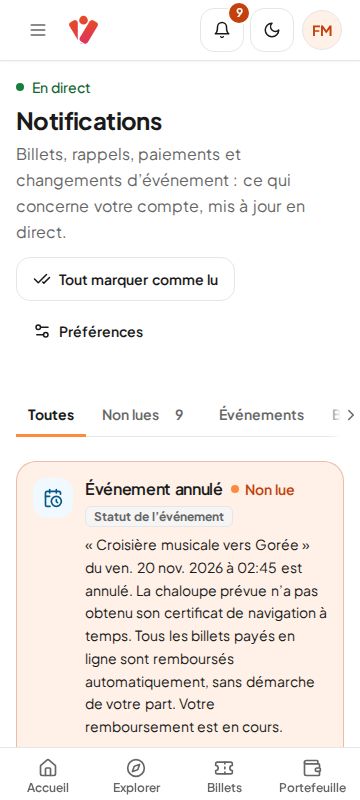 9
FM
En direct
Notifications
Billets, rappels, paiements et
changements d’événement : ce qui
concerne votre compte, mis à jour en
direct.
Tout marquer comme lu
Préférences
Toutes Non lues 9 Événements
Événement annulé Non lue
Statut de l’événement
« Croisière musicale vers Gorée »
du ven. 20 nov. 2026 à 02:45 est
annulé. La chaloupe prévue n’a pas
obtenu son certificat de navigation à
temps. Tous les billets payés en
ligne sont remboursés
automatiquement, sans démarche
de votre part. Votre
remboursement est en cours.
Accueil Explorer Billets Portefeuille